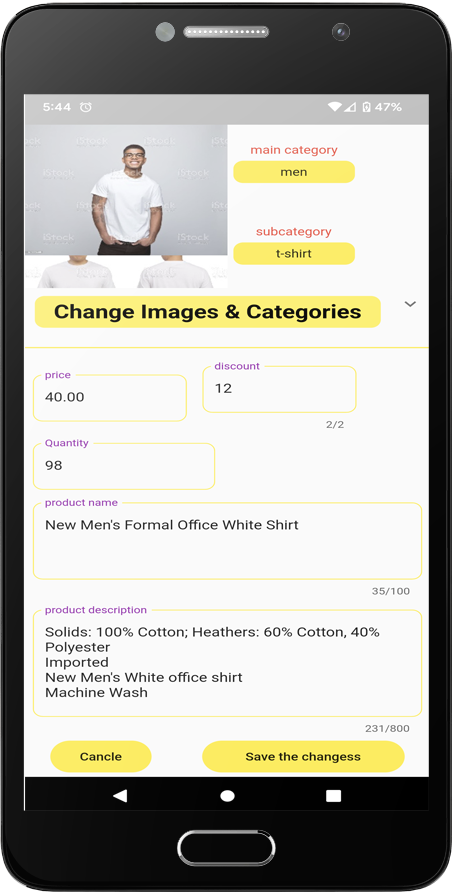 5:44
47%
iStock
iStock
iStock
iStock
iStock
main category
men
subcategory
t-shirt
Change Images & Categories
price
40.00
discount
12
2/2
Quantity
98
product name
New Men's Formal Office White Shirt
35/100
product description
Solids: 100% Cotton; Heathers: 60% Cotton, 40%
Polyester
Imported
New Men's White office shirt
Machine Wash
231/800
Cancle
Save the changess